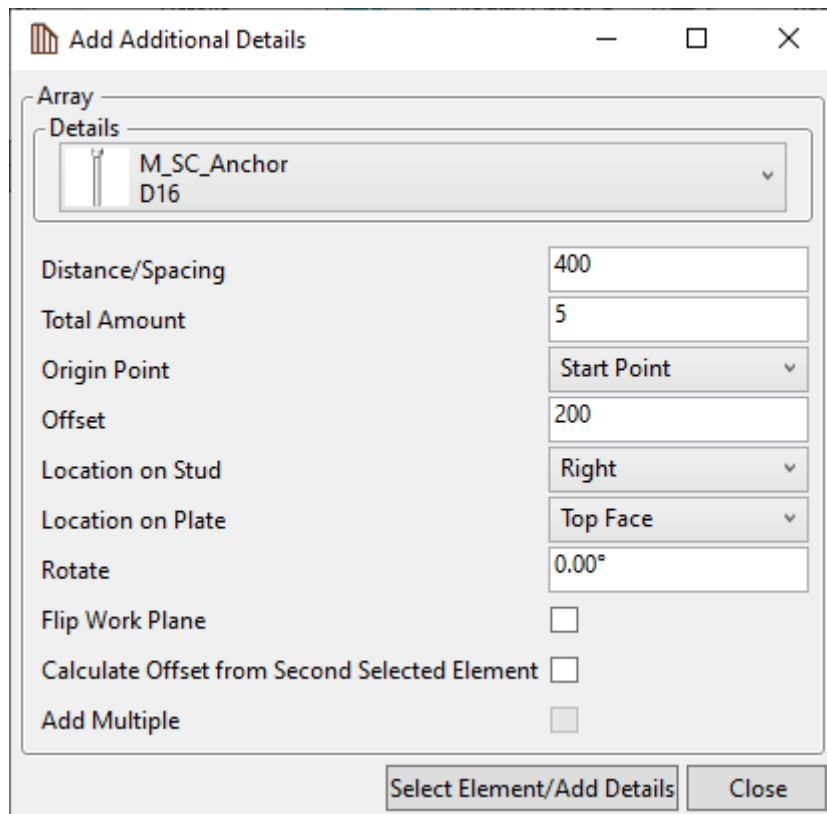 Add Additional Details
Array
Details
M_SC_Anchor
D16
Distance/Spacing 400
Total Amount 5
Origin Point Start Point
Offset 200
Location on Stud Right
Location on Plate Top Face
Rotate 0.00°
Flip Work Plane
Calculate Offset from Second Selected Element
Add Multiple
Select Element/Add Details Close